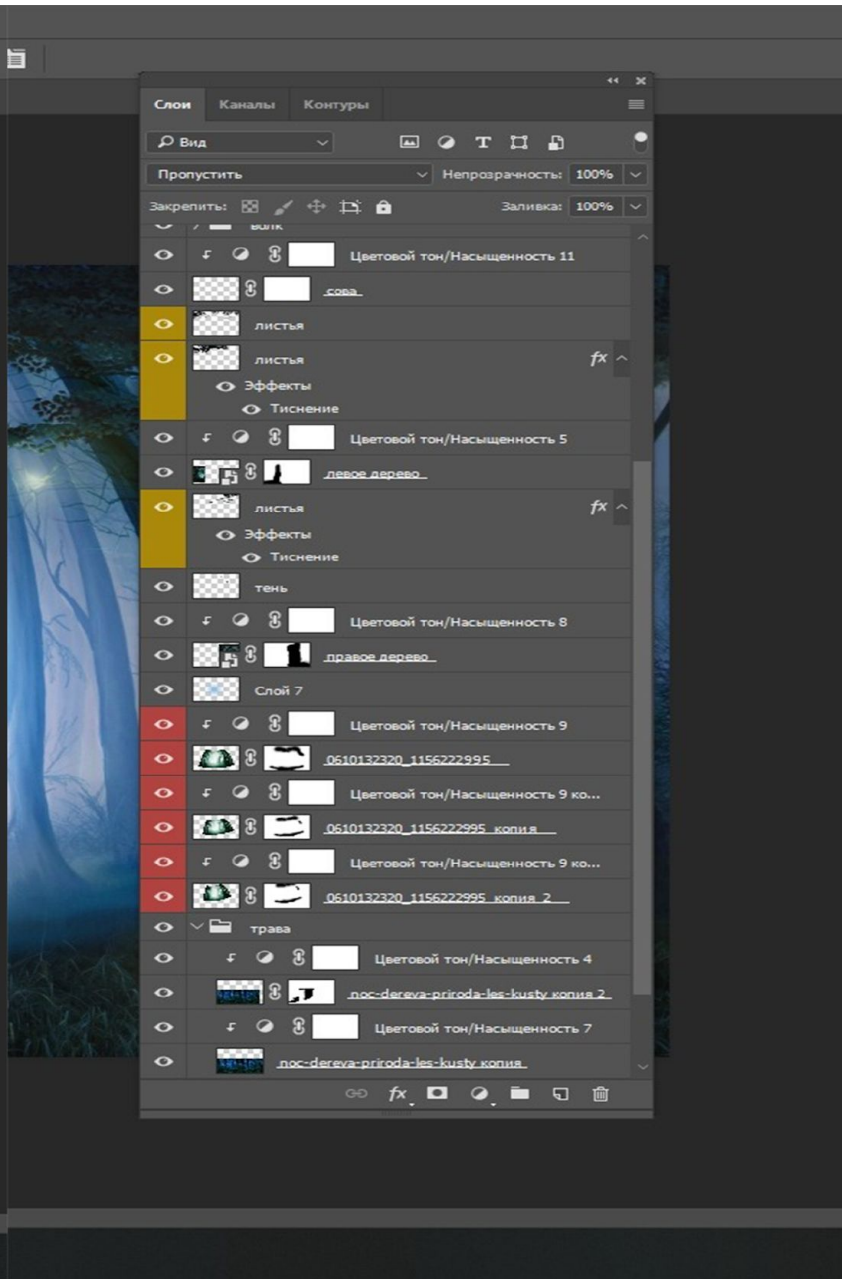 Слои Каналы Контуры
Вид
Пропустить Непрозрачность: 100%
Закрепить: Заливка: 100%
волк
Цветовой тон/Насыщенность 11
сова
листья
листья fx
Эффекты
Тиснение
Цветовой тон/Насыщенность 5
левое дерево
листья fx
Эффекты
Тиснение
тень
Цветовой тон/Насыщенность 8
правое дерево
Слой 7
Цветовой тон/Насыщенность 9
0610132320_1156222995
Цветовой тон/Насыщенность 9 ко...
0610132320_1156222995 копия
Цветовой тон/Насыщенность 9 ко...
0610132320_1156222995 копия 2
трава
Цветовой тон/Насыщенность 4
noc-dereva-priroda-les-kusty копия 2
Цветовой тон/Насыщенность 7
noc-dereva-priroda-les-kusty копия
fx